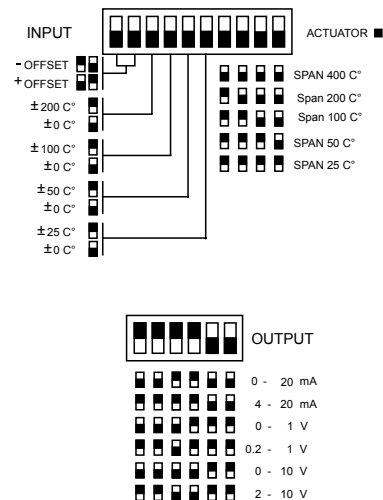 INPUT
ACTUATOR
- OFFSET
+ OFFSET
± 200 C°
± 0 C°
± 100 C°
± 0 C°
± 50 C°
± 0 C°
± 25 C°
± 0 C°
SPAN 400 C°
Span 200 C°
Span 100 C°
SPAN 50 C°
SPAN 25 C°
OUTPUT
0 - 20 mA
4 - 20 mA
0 - 1 V
0.2 - 1 V
0 - 10 V
2 - 10 V